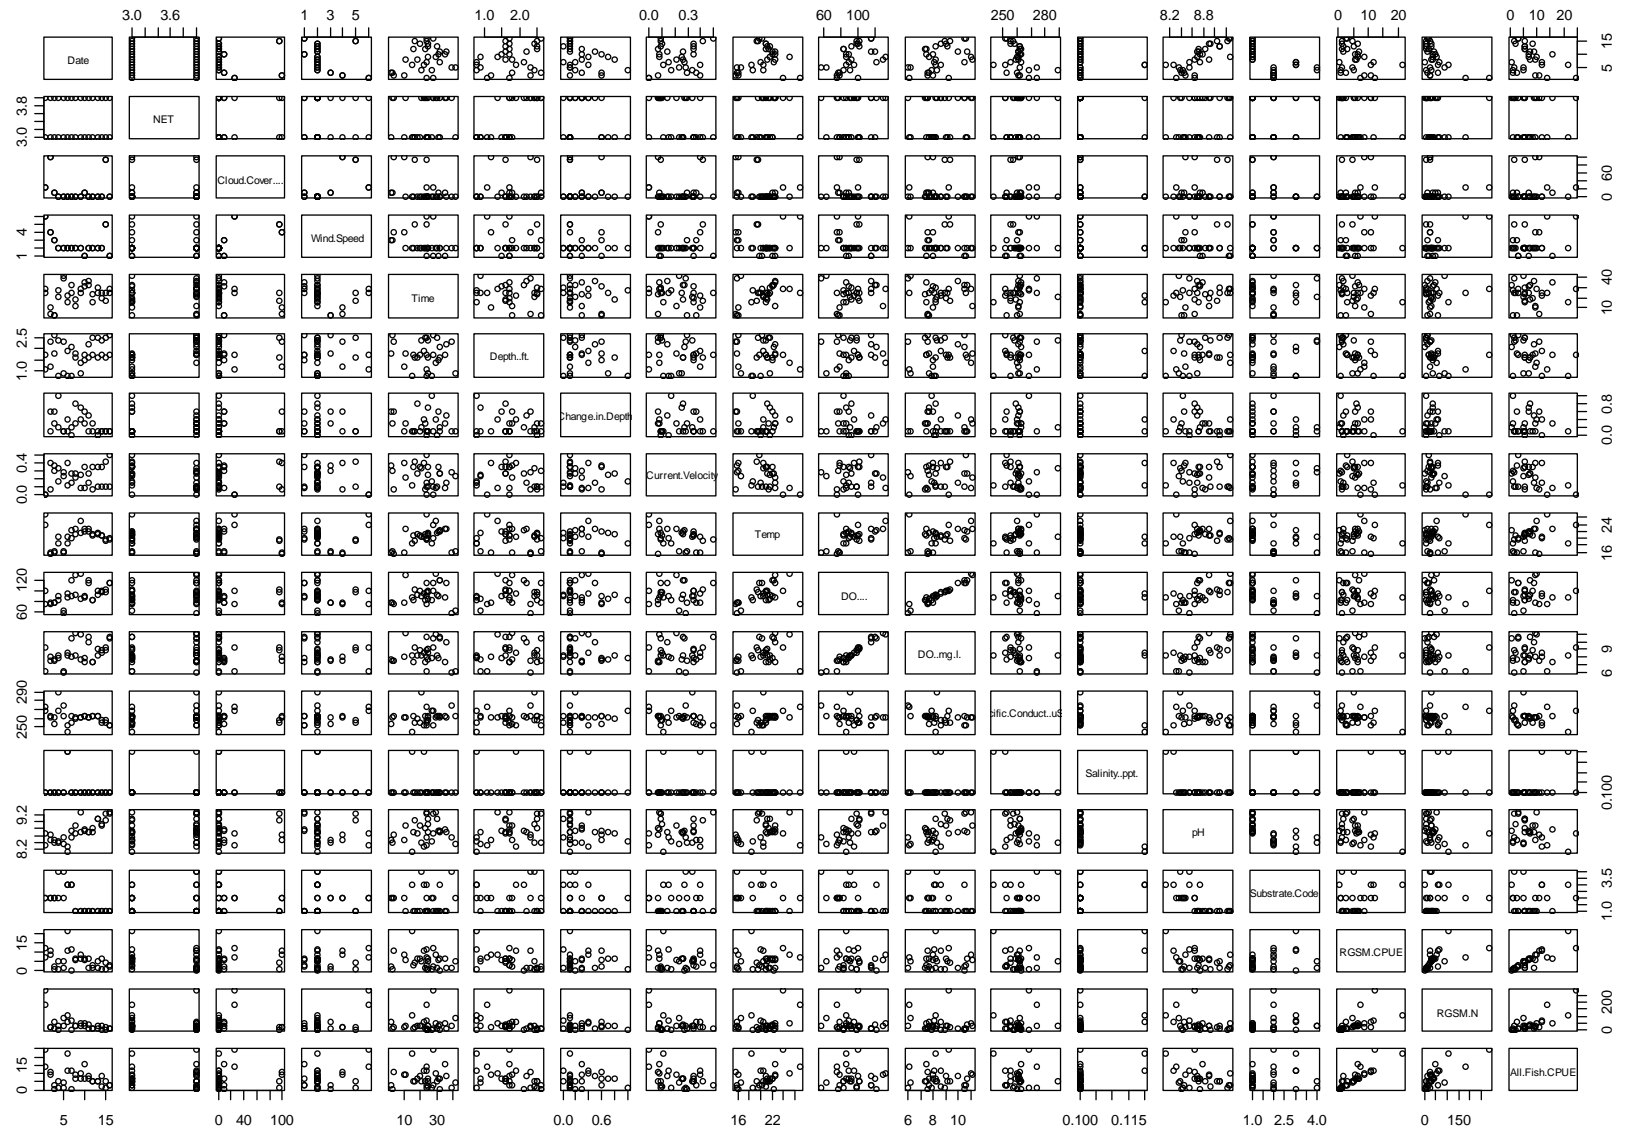 3.0 3.6 1 3 5 1.0 2.0 0.0 0.3 60 100 250 280 8.2 8.8 0 10 20 0 10 20
Date
5 15
3.0 3.8
NET
Cloud.Cover....
0 60
1 4
Wind.Speed
Time
10 40
1.0 2.5
Depth..ft.
Change.in.Depth
0.0 0.8
0.0 0.4
Current.Velocity
Temp
16 24
60 120
DO....
DO..mg.l.
6 9
250 290
cific.Conduct..uS
Salinity..ppt.
0.100
8.2 9.2
pH
Substrate.Code
1.0 3.5
0 15
RGSM.CPUE
RGSM.N
0 200
0 15
All.Fish.CPUE
5 15 0 40 100 10 30 0.0 0.6 16 22 6 8 10 0.100 0.115 1.0 2.5 4.0 0 150